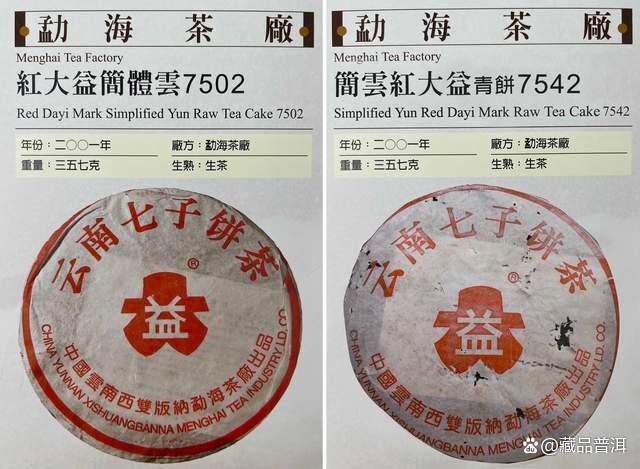 勐海茶廠
Menghai Tea Factory
紅大益簡體雲7502
Red Dayi Mark Simplified Yun Raw Tea Cake 7502
年份：二〇〇一年 廠方：勐海茶廠
重量：三五七克 生熟：生茶
云南七子饼茶
®
益
中國雲南西雙版納勐海茶廠出品
CHINA YUNNAN XISHUANGBANNA MENGHAI TEA INDUSTRY LD.CO.
勐海茶廠
Menghai Tea Factory
簡雲紅大益青餅7542
Simplified Yun Red Dayi Mark Raw Tea Cake 7542
年份：二〇〇一年 廠方：勐海茶廠
重量：三五七克 生熟：生茶
云南七子饼茶
®
益
中國雲南西雙版納勐海茶廠出品
CHINA YUNNAN XISHUANGBANNA MENGHAI TEA INDUSTRY LD.CO.
@藏品普洱